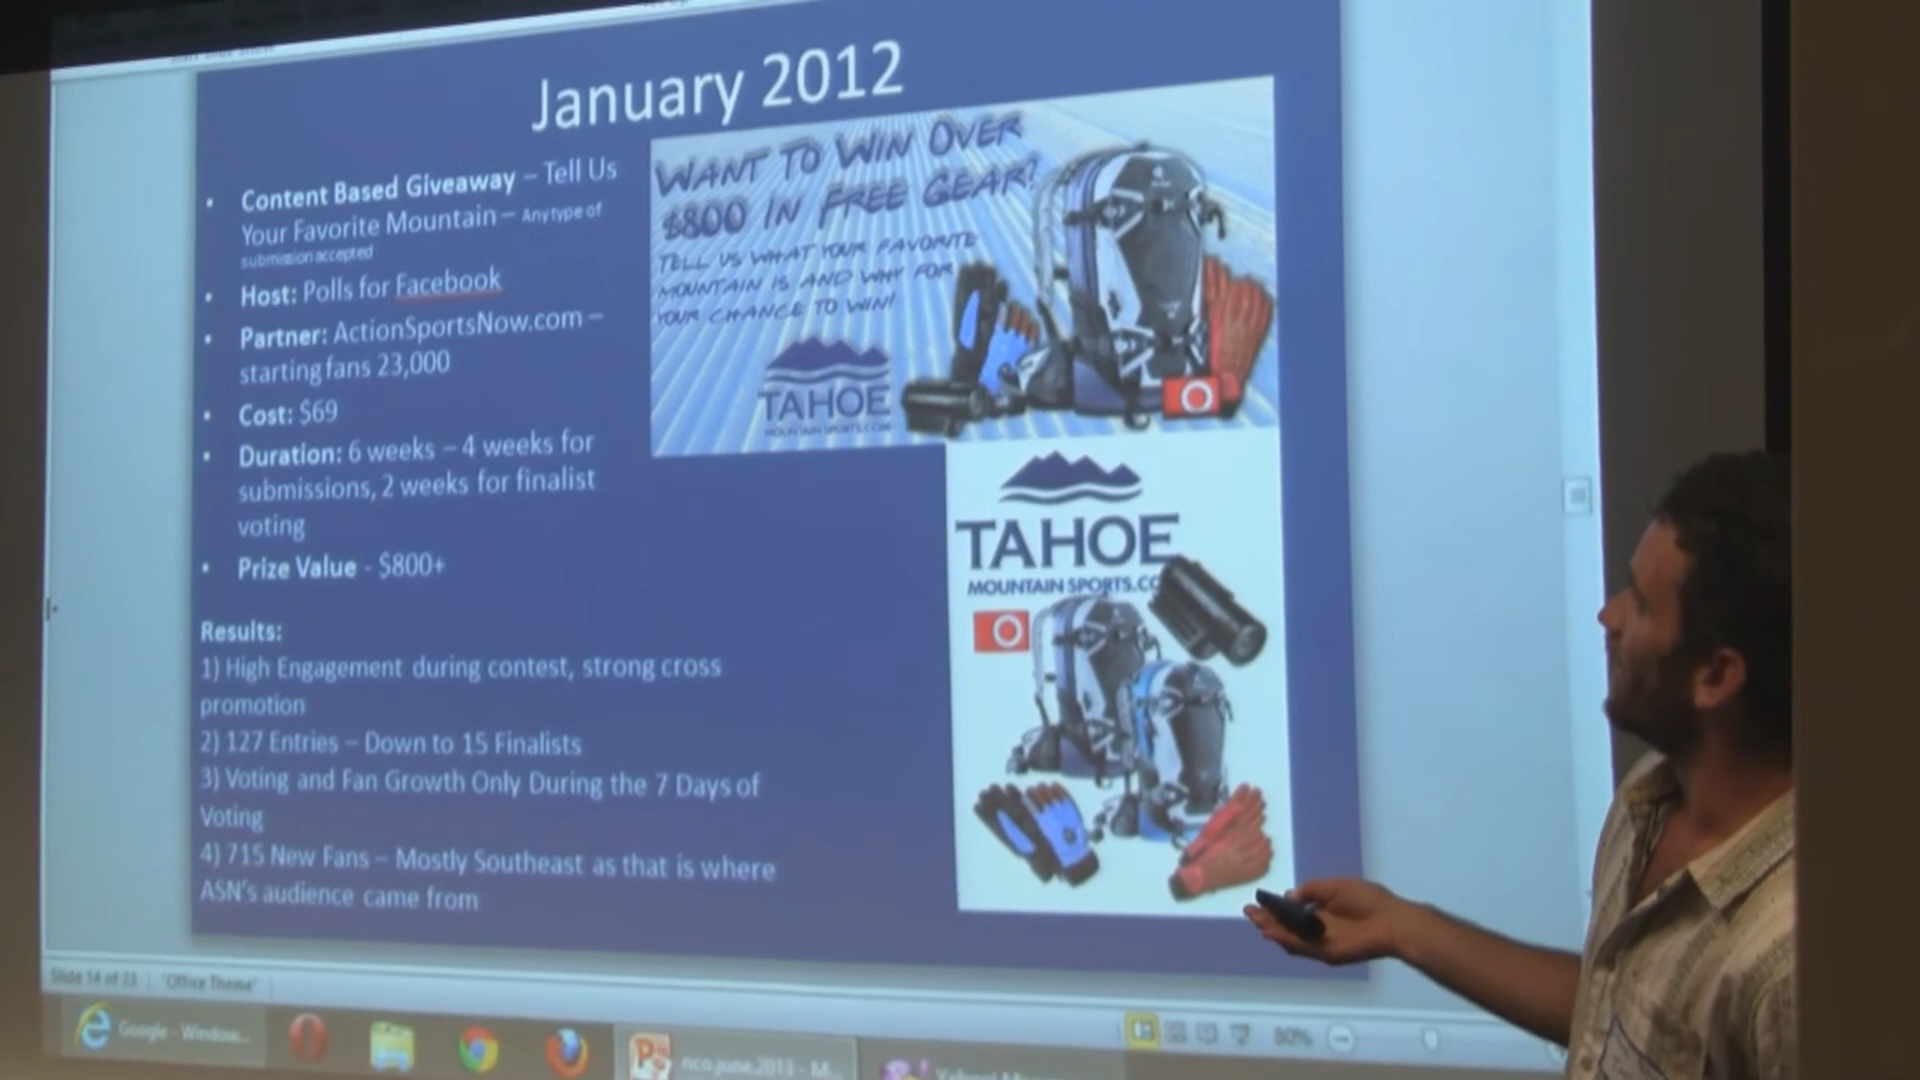 January 2012
• Content Based Giveaway – Tell Us
Your Favorite Mountain – Any type of
submission accepted
• Host: Polls for Facebook
• Partner: ActionSportsNow.com –
starting fans 23,000
• Cost: $69
• Duration: 6 weeks – 4 weeks for
submissions, 2 weeks for finalist
voting
• Prize Value - $800+
Results:
1) High Engagement during contest, strong cross
promotion
2) 127 Entries – Down to 15 Finalists
3) Voting and Fan Growth Only During the 7 Days of
Voting
4) 715 New Fans – Mostly Southeast as that is where
ASN's audience came from
WANT TO WIN OVER
$800 IN FREE GEAR?
TELL US WHAT YOUR FAVORITE
MOUNTAIN IS AND WHY FOR
YOUR CHANCE TO WIN!
TAHOE
MOUNTAIN SPORTS.COM
TAHOE
MOUNTAIN SPORTS.CO
Slide 14 of 23
"Office Theme"
80%
Google - Window...
nco.june.2013 - M...